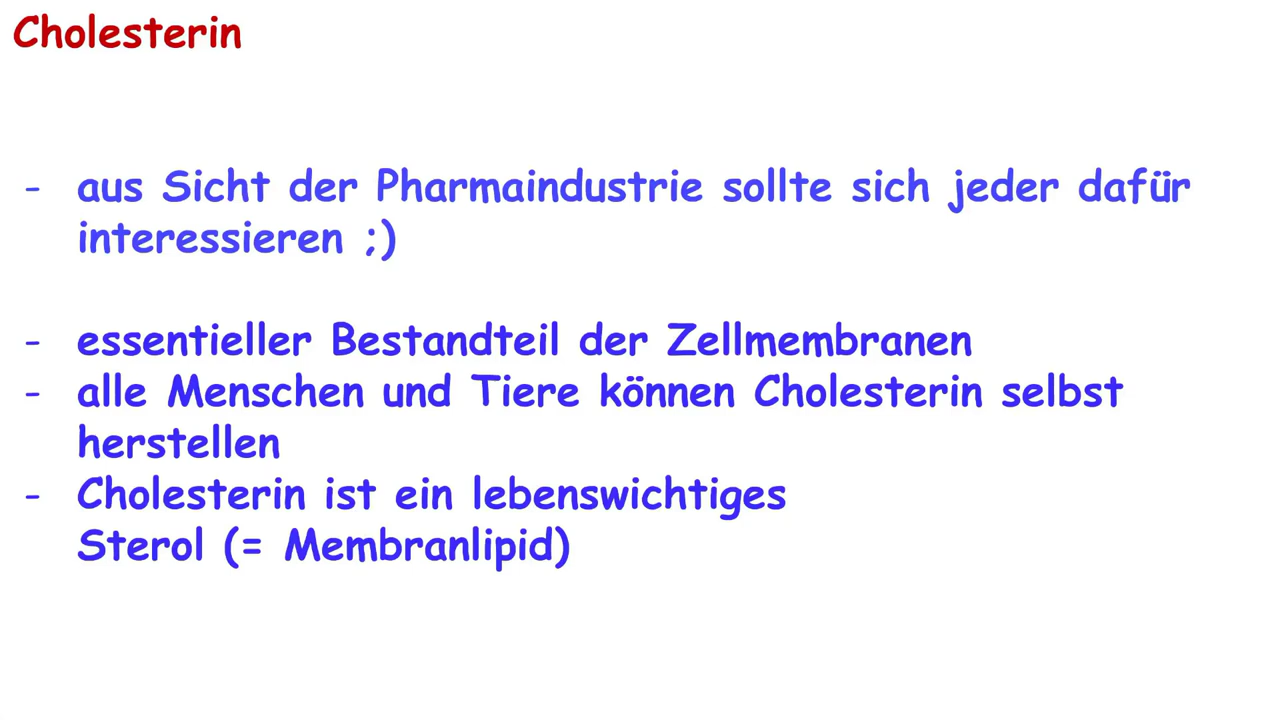 Cholesterin
- aus Sicht der Pharmaindustrie sollte sich jeder dafür
interessieren ;)
- essentieller Bestandteil der Zellmembranen
- alle Menschen und Tiere können Cholesterin selbst
herstellen
- Cholesterin ist ein lebenswichtiges
Sterol (= Membranlipid)